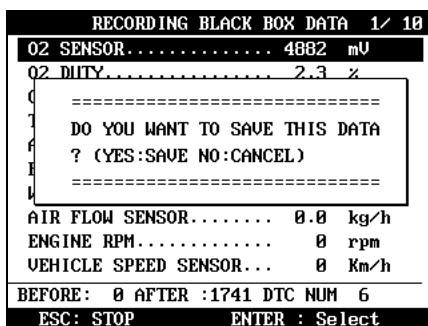 RECORDING BLACK BOX DATA 1/ 10
O2 SENSOR.............. 4882 mV
O2 DUTY................ 2.3 %
==============================
DO YOU WANT TO SAVE THIS DATA
? (YES:SAVE NO:CANCEL)
==============================
AIR FLOW SENSOR........ 0.0 kg/h
ENGINE RPM............. 0 rpm
VEHICLE SPEED SENSOR... 0 Km/h
BEFORE: 0 AFTER :1741 DTC NUM 6
ESC: STOP ENTER : Select